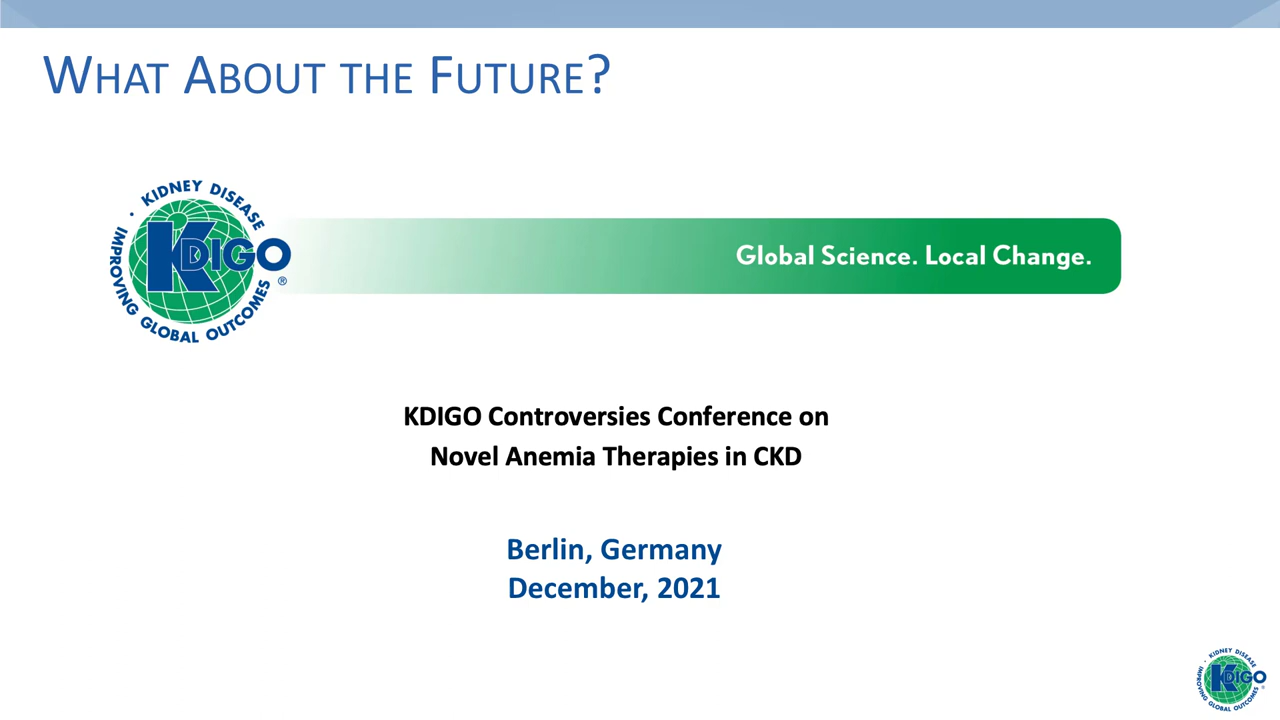 WHAT ABOUT THE FUTURE?
KIDNEY DISEASE
KDIGO
®
IMPROVING GLOBAL OUTCOMES
Global Science. Local Change.
KDIGO Controversies Conference on
Novel Anemia Therapies in CKD
Berlin, Germany
December, 2021
KIDNEY DISEASE
KDIGO
®
IMPROVING GLOBAL OUTCOMES